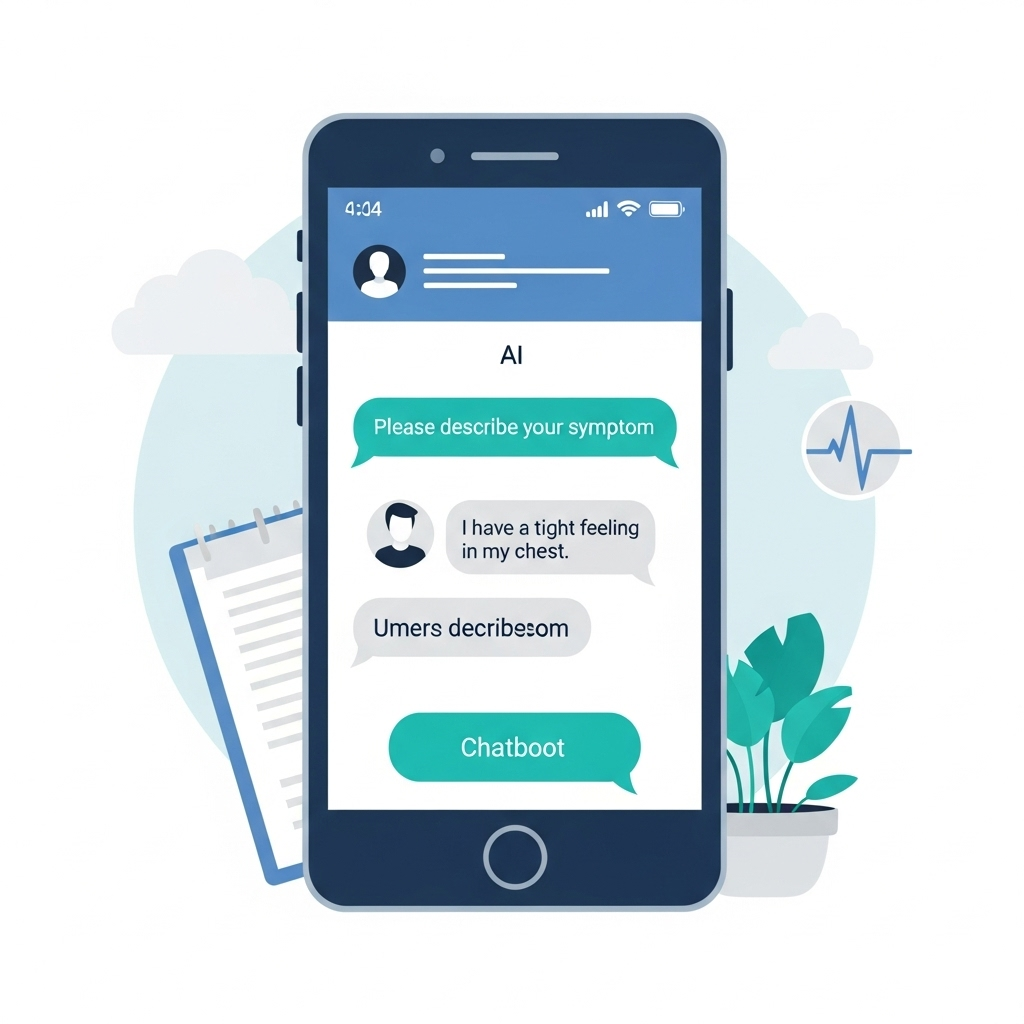 4:04
AI
Please describe your symptom
I have a tight feeling
in my chest.
Umers decribesom
Chatboot